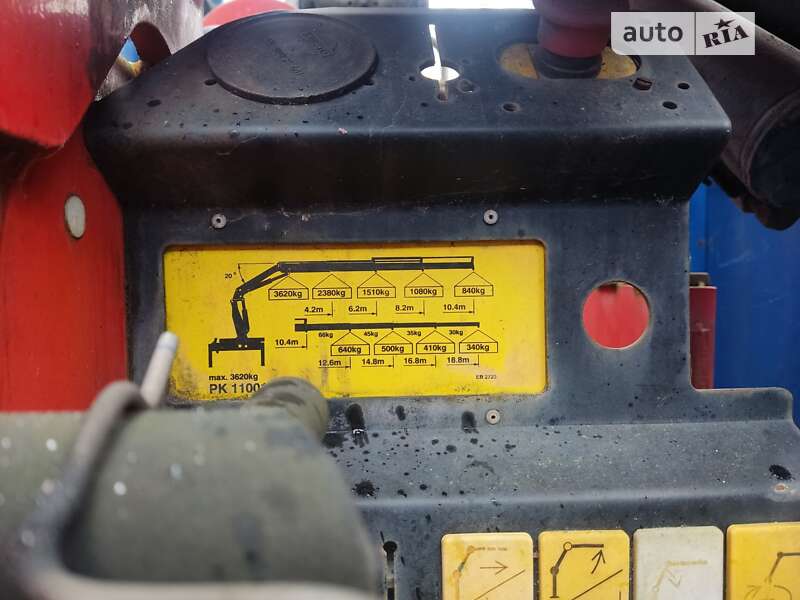 auto RIA
20°
3620kg 2380kg 1510kg 1080kg 840kg
4.2m 6.2m 8.2m 10.4m
66kg 45kg 35kg 30kg
10.4m
640kg 500kg 410kg 340kg
12.6m 14.8m 16.8m 18.8m
max. 3620kg
PK 1100
EB 2723